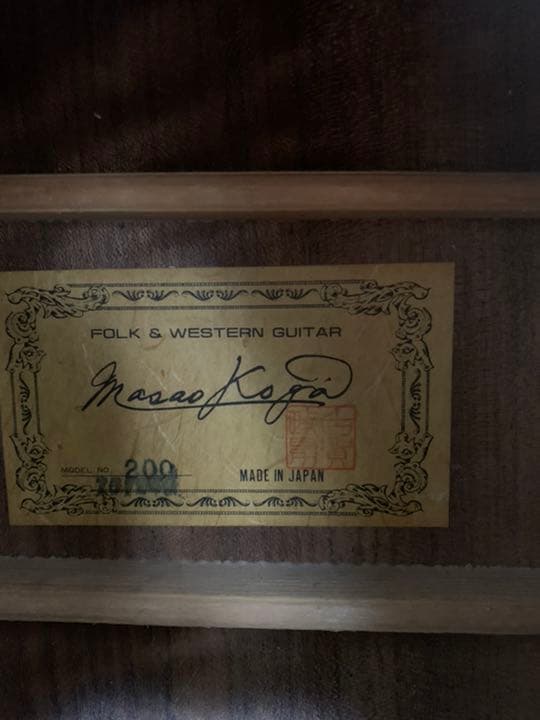 FOLK & WESTERN GUITAR
Masao Koga
MODEL NO. 200
MADE IN JAPAN